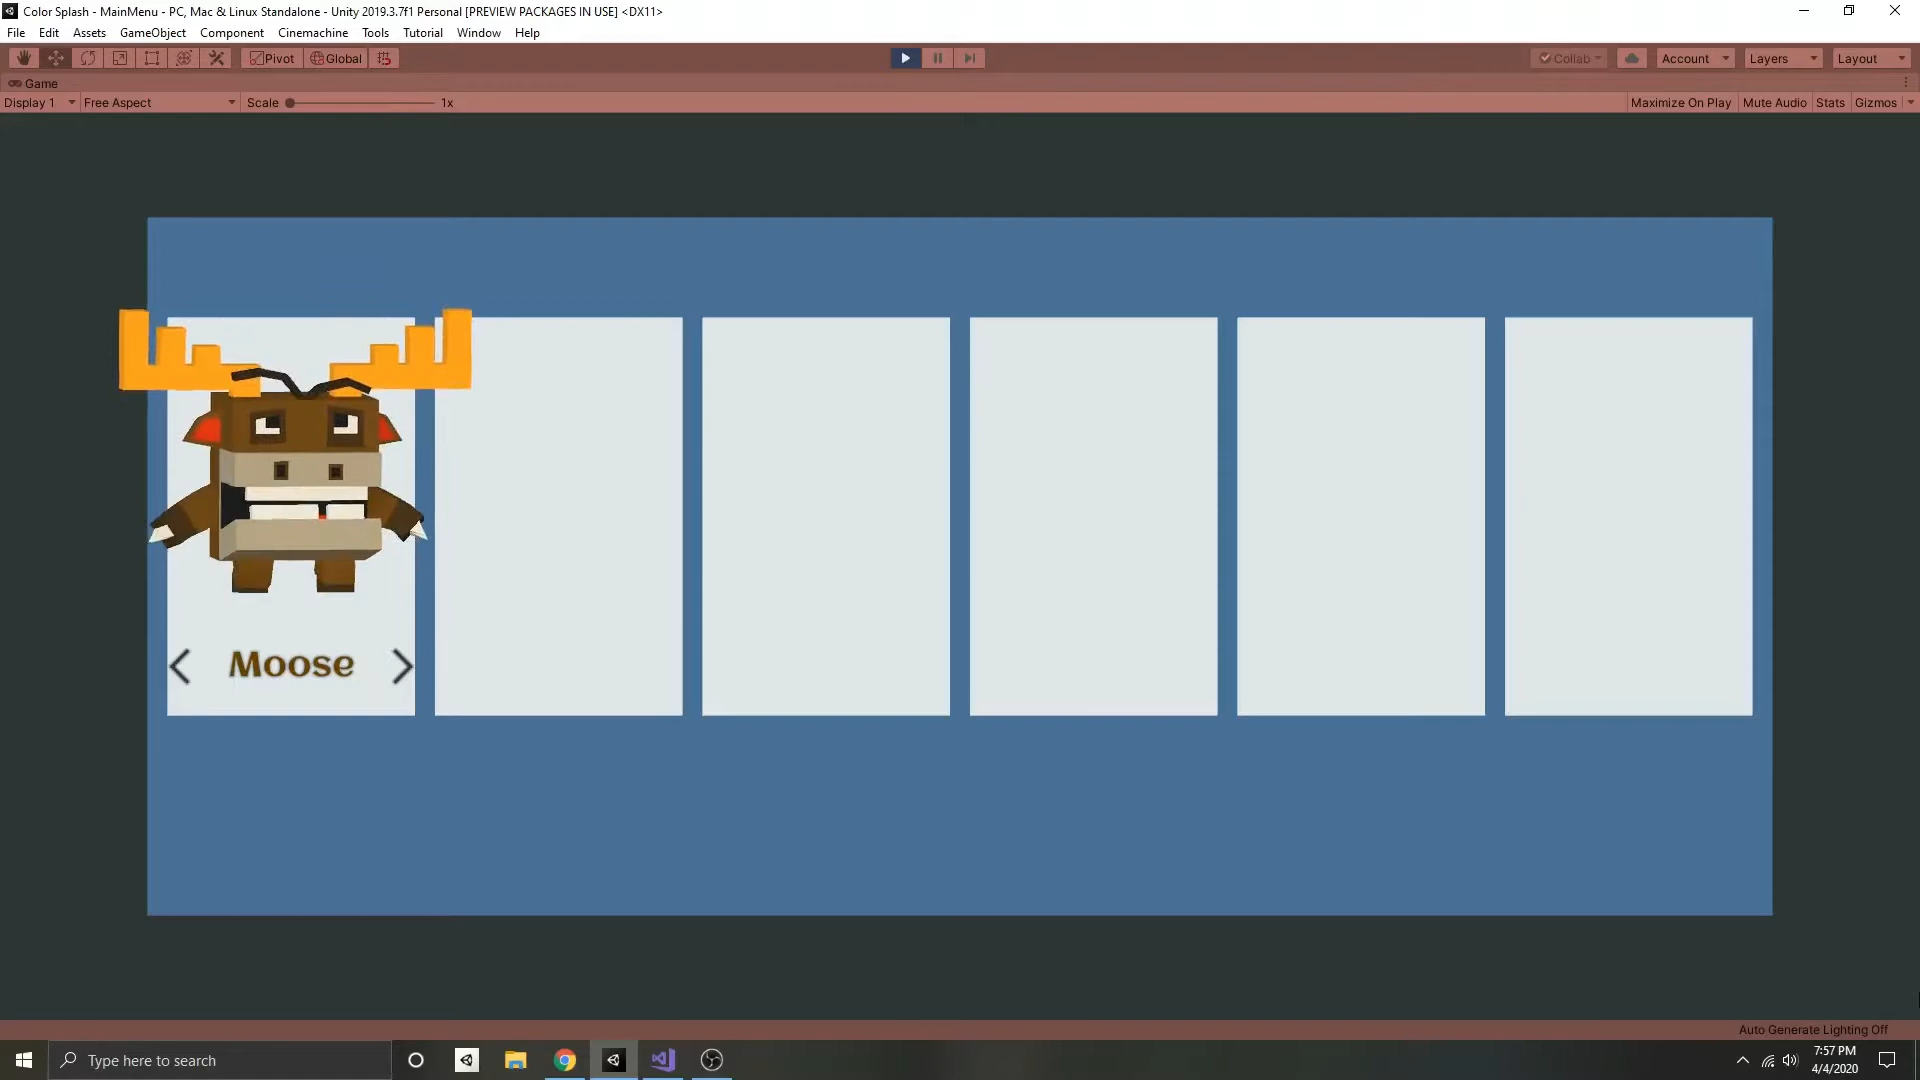 Color Splash - MainMenu - PC, Mac & Linux Standalone - Unity 2019.3.7f1 Personal [PREVIEW PACKAGES IN USE] <DX11>
File Edit Assets GameObject Component Cinemachine Tools Tutorial Window Help
Pivot Global Collab Account Layers Layout
Game
Display 1 Free Aspect Scale 1x Maximize On Play Mute Audio Stats Gizmos
Moose
Auto Generate Lighting Off
Type here to search
7:57 PM
4/4/2020